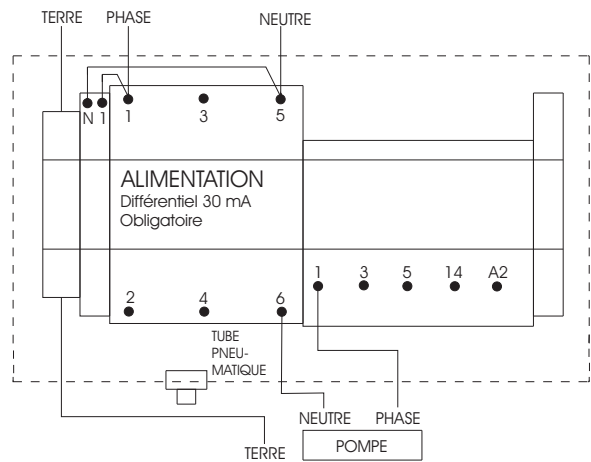 TERRE PHASE NEUTRE
N 1 1 3 5
ALIMENTATION
Différentiel 30 mA
Obligatoire
1 3 5 14 A2
2 4 6
TUBE
PNEU-
MATIQUE
NEUTRE PHASE
TERRE POMPE